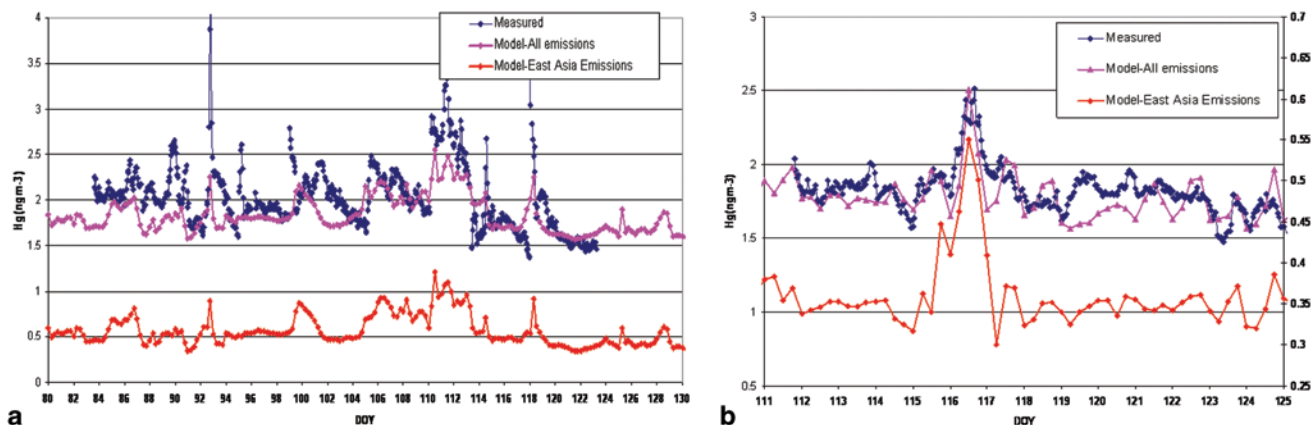 4
3.5
3
2.5
2
1.5
1
0.5
0
Hg(ngm-3)
80 82 84 86 88 90 92 94 96 98 100 102 104 106 108 110 112 114 116 118 120 122 124 126 128 130
DOY
Measured
Model-All emissions
Model-East Asia Emissions
a
3
2.5
2
1.5
1
0.5
Hg(ngm-3)
0.7
0.65
0.6
0.55
0.5
0.45
0.4
0.35
0.3
0.25
111 112 113 114 115 116 117 118 119 120 121 122 123 124 125
DOY
Measured
Model-All emissions
Model-East Asia Emissions
b